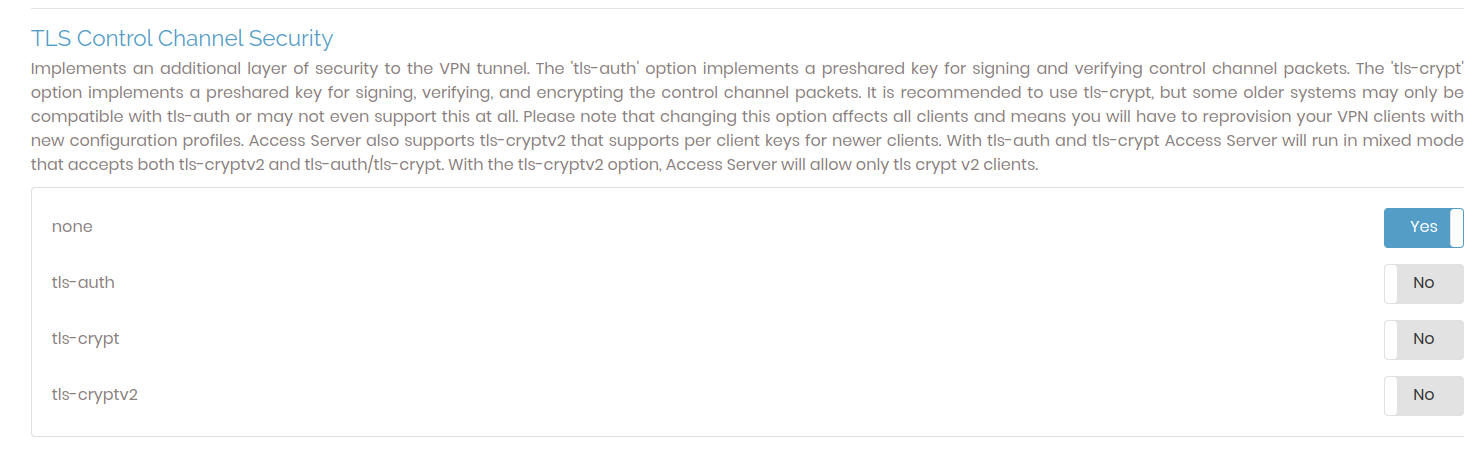 TLS Control Channel Security
Implements an additional layer of security to the VPN tunnel. The 'tls-auth' option implements a preshared key for signing and verifying control channel packets. The 'tls-crypt'
option implements a preshared key for signing, verifying, and encrypting the control channel packets. It is recommended to use tls-crypt, but some older systems may only be
compatible with tls-auth or may not even support this at all. Please note that changing this option affects all clients and means you will have to reprovision your VPN clients with
new configuration profiles. Access Server also supports tls-cryptv2 that supports per client keys for newer clients. With tls-auth and tls-crypt Access Server will run in mixed mode
that accepts both tls-cryptv2 and tls-auth/tls-crypt. With the tls-cryptv2 option, Access Server will allow only tls crypt v2 clients.
none Yes
tls-auth No
tls-crypt No
tls-cryptv2 No